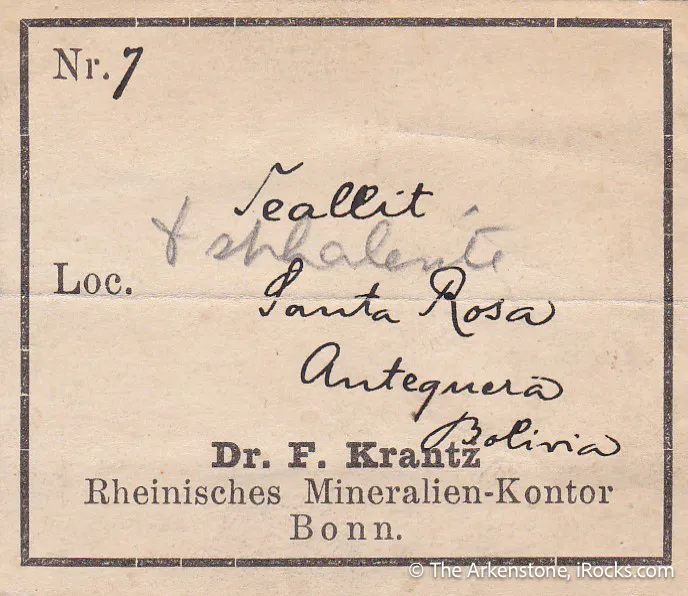 Nr. 7
Teallit
& sphalerite
Loc. Santa Rosa
Antequera
Bolivia
Dr. F. Krantz
Rheinisches Mineralien-Kontor
Bonn.
© The Arkenstone, iRocks.com